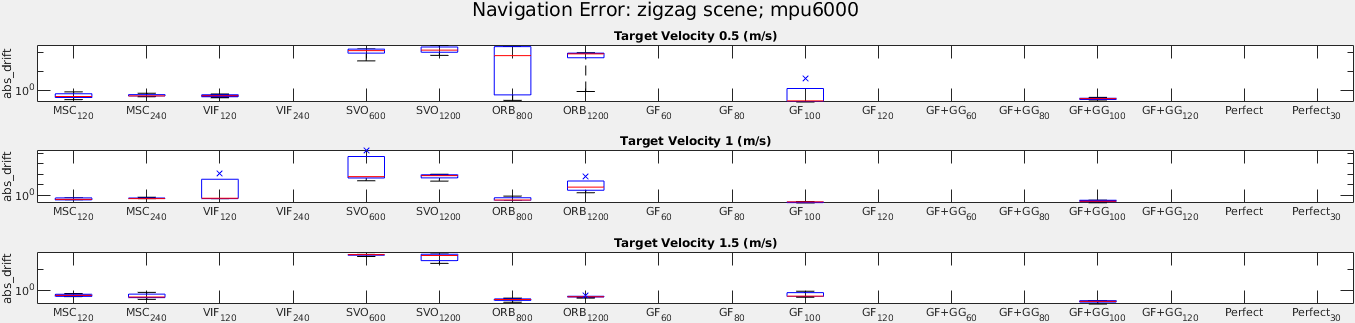 Navigation Error: zigzag scene; mpu6000
Target Velocity 0.5 (m/s)
abs_drift
10⁰
MSC₁₂₀ MSC₂₄₀ VIF₁₂₀ VIF₂₄₀ SVO₆₀₀ SVO₁₂₀₀ ORB₈₀₀ ORB₁₂₀₀ GF₆₀ GF₈₀ GF₁₀₀ GF₁₂₀ GF+GG₆₀ GF+GG₈₀ GF+GG₁₀₀ GF+GG₁₂₀ Perfect Perfect₃₀
Target Velocity 1 (m/s)
abs_drift
10⁰
MSC₁₂₀ MSC₂₄₀ VIF₁₂₀ VIF₂₄₀ SVO₆₀₀ SVO₁₂₀₀ ORB₈₀₀ ORB₁₂₀₀ GF₆₀ GF₈₀ GF₁₀₀ GF₁₂₀ GF+GG₆₀ GF+GG₈₀ GF+GG₁₀₀ GF+GG₁₂₀ Perfect Perfect₃₀
Target Velocity 1.5 (m/s)
abs_drift
10⁰
MSC₁₂₀ MSC₂₄₀ VIF₁₂₀ VIF₂₄₀ SVO₆₀₀ SVO₁₂₀₀ ORB₈₀₀ ORB₁₂₀₀ GF₆₀ GF₈₀ GF₁₀₀ GF₁₂₀ GF+GG₆₀ GF+GG₈₀ GF+GG₁₀₀ GF+GG₁₂₀ Perfect Perfect₃₀